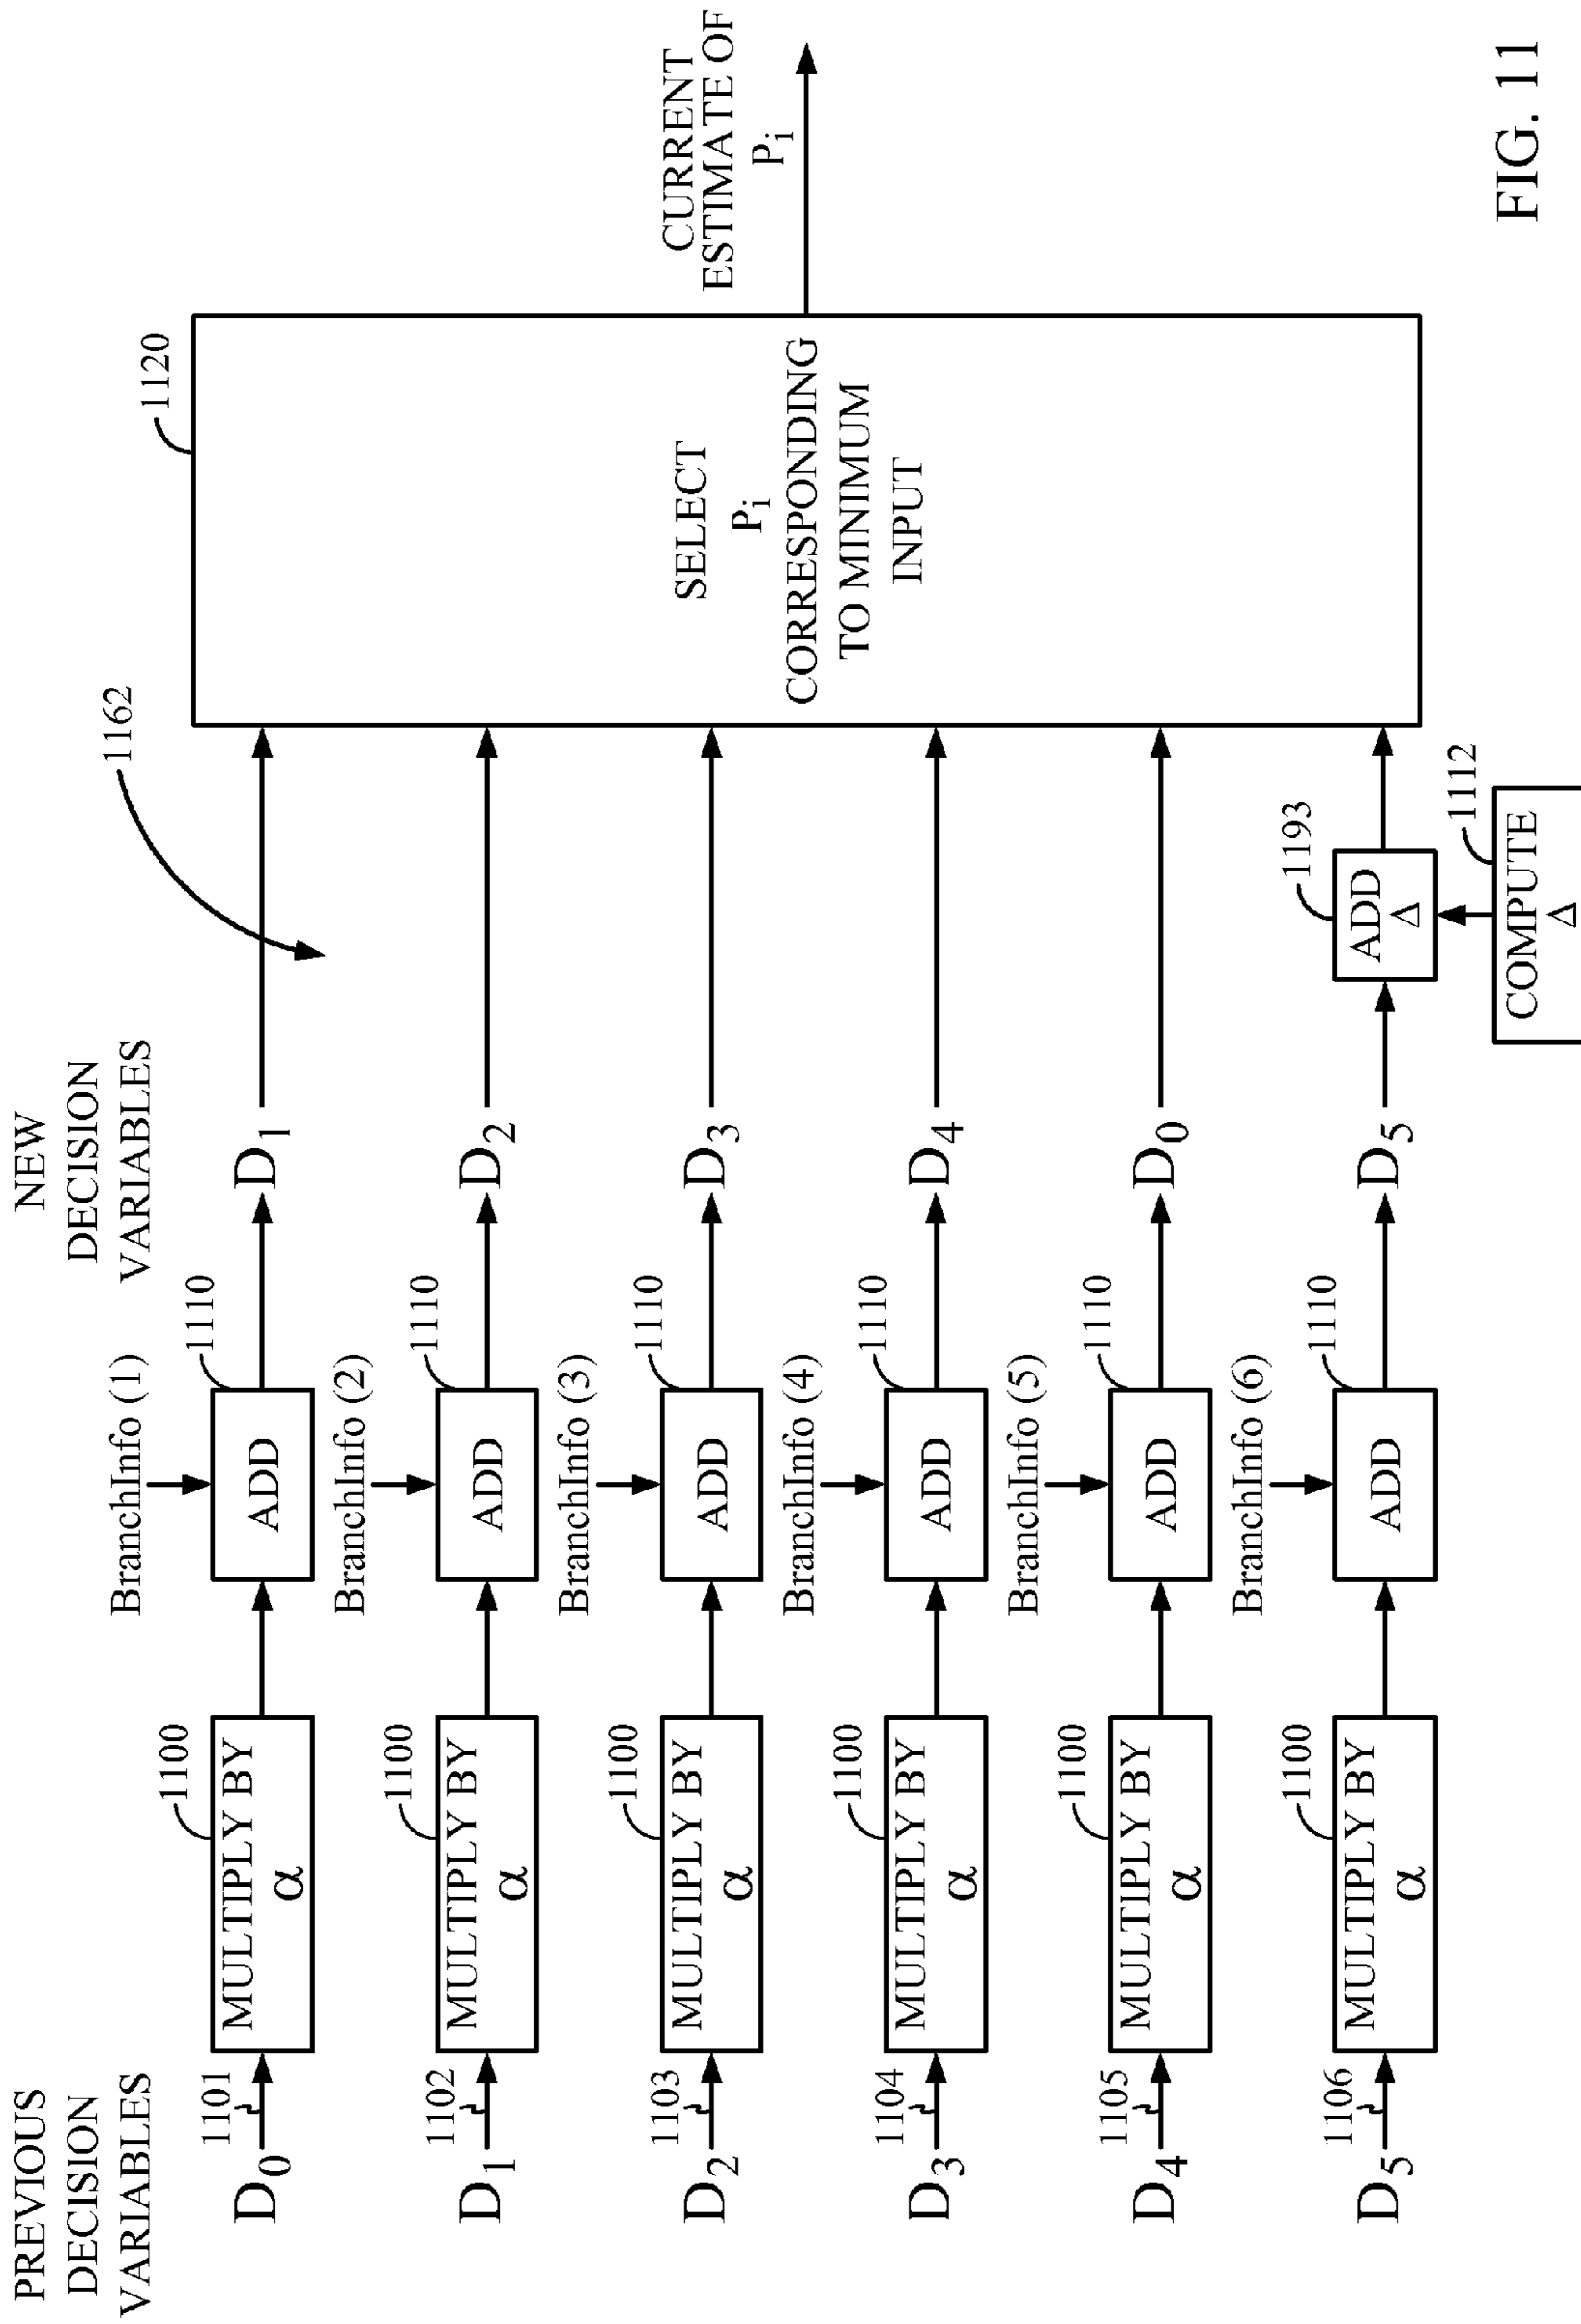 PREVIOUS
DECISION
VARIABLES
NEW
DECISION
VARIABLES
D0
1101
MULTIPLY BY
α
1100
BranchInfo (1)
ADD
1110
D1
D1
1102
MULTIPLY BY
α
1100
BranchInfo (2)
ADD
1110
D2
D2
1103
MULTIPLY BY
α
1100
BranchInfo (3)
ADD
1110
D3
D3
1104
MULTIPLY BY
α
1100
BranchInfo (4)
ADD
1110
D4
D4
1105
MULTIPLY BY
α
1100
BranchInfo (5)
ADD
1110
D0
D5
1106
MULTIPLY BY
α
1100
BranchInfo (6)
ADD
1110
D5
ADD
Δ
1193
COMPUTE
Δ
1112
1162
1120
SELECT
Pi
CORRESPONDING
TO MINIMUM
INPUT
CURRENT
ESTIMATE OF
Pi
FIG. 11